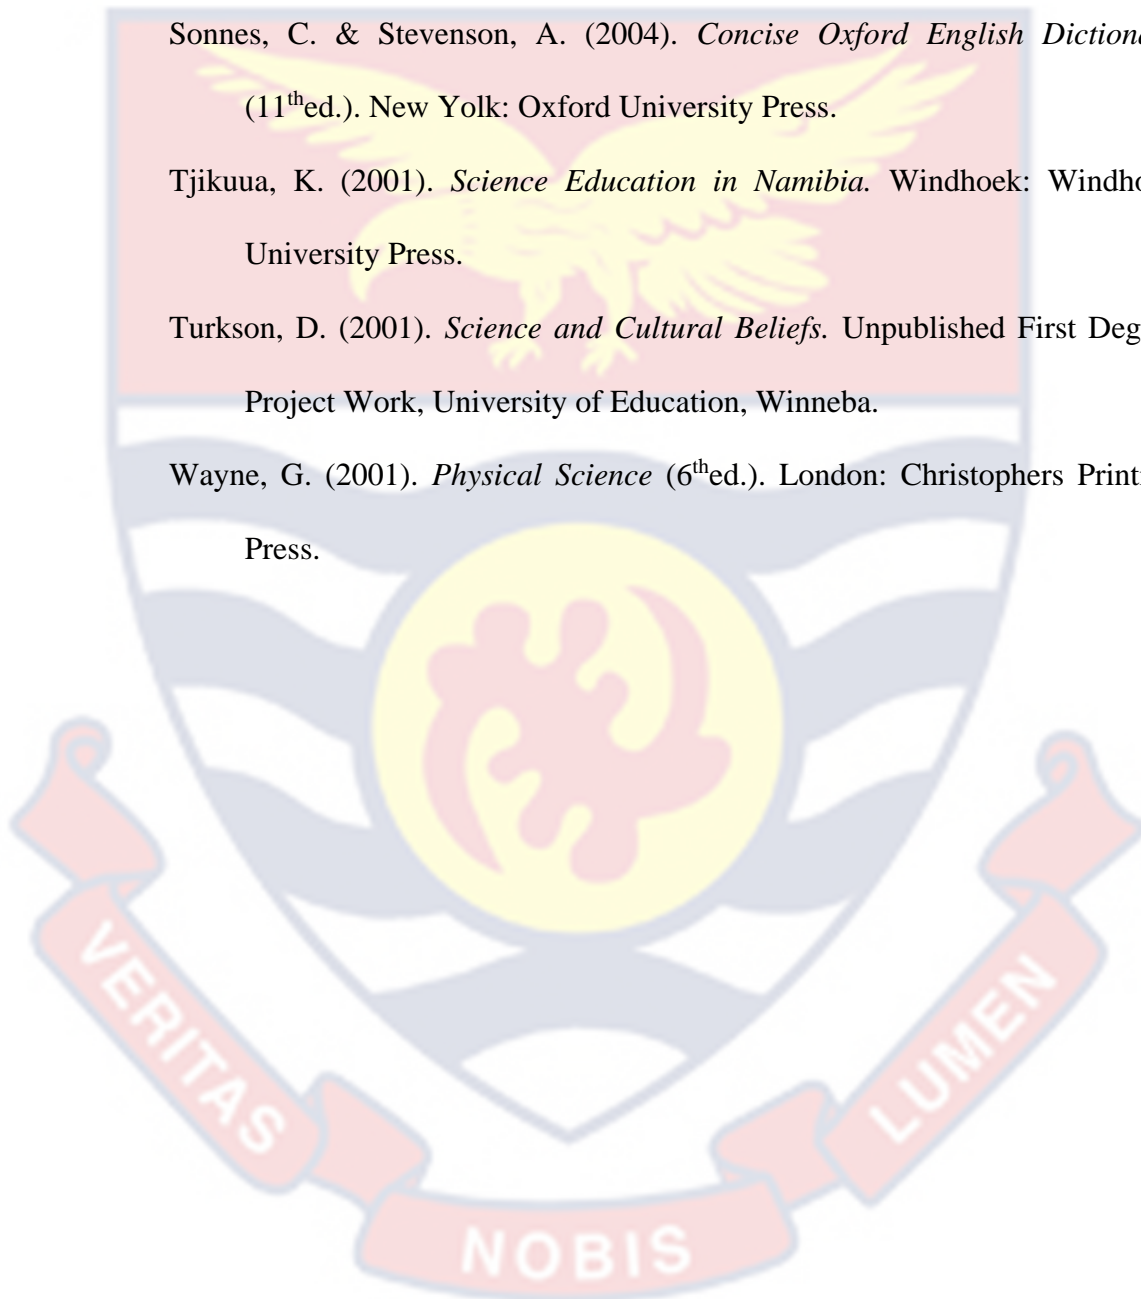 Sonnes, C. & Stevenson, A. (2004). Concise Oxford English Diction
(11thed.). New Yolk: Oxford University Press.
Tjikuua, K. (2001). Science Education in Namibia. Windhoek: Windho
University Press.
Turkson, D. (2001). Science and Cultural Beliefs. Unpublished First Deg
Project Work, University of Education, Winneba.
Wayne, G. (2001). Physical Science (6thed.). London: Christophers Print
Press.
VERITAS
NOBIS
LUMEN